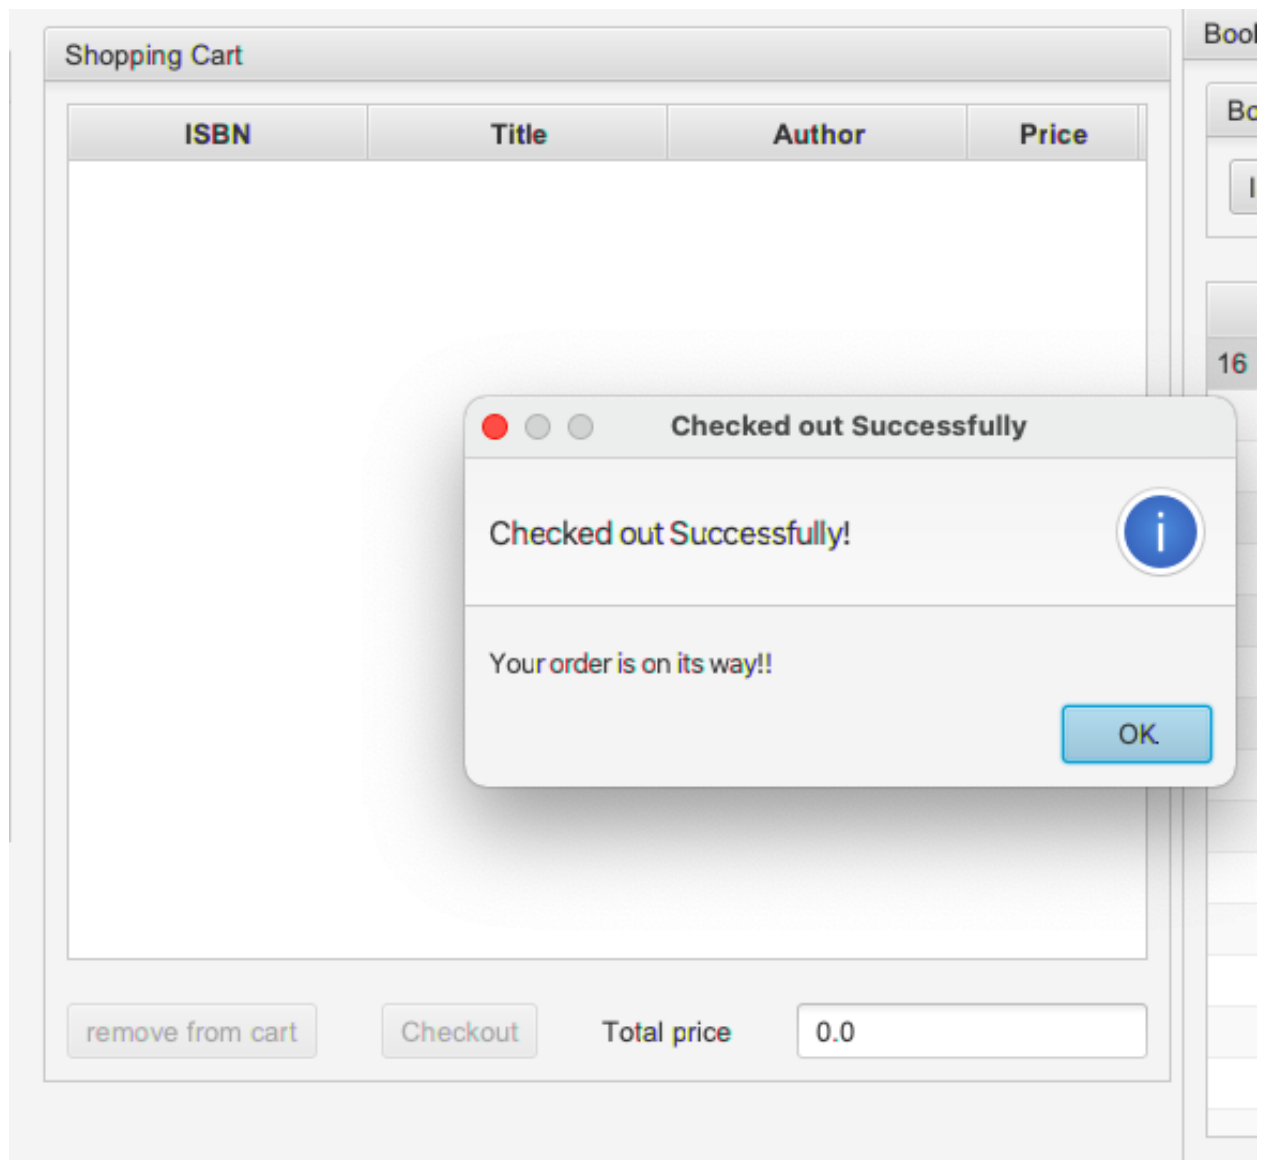 Shopping Cart
ISBN Title Author Price
16
Checked out Successfully
Checked out Successfully!
i
Your order is on its way!!
OK
remove from cart Checkout Total price 0.0